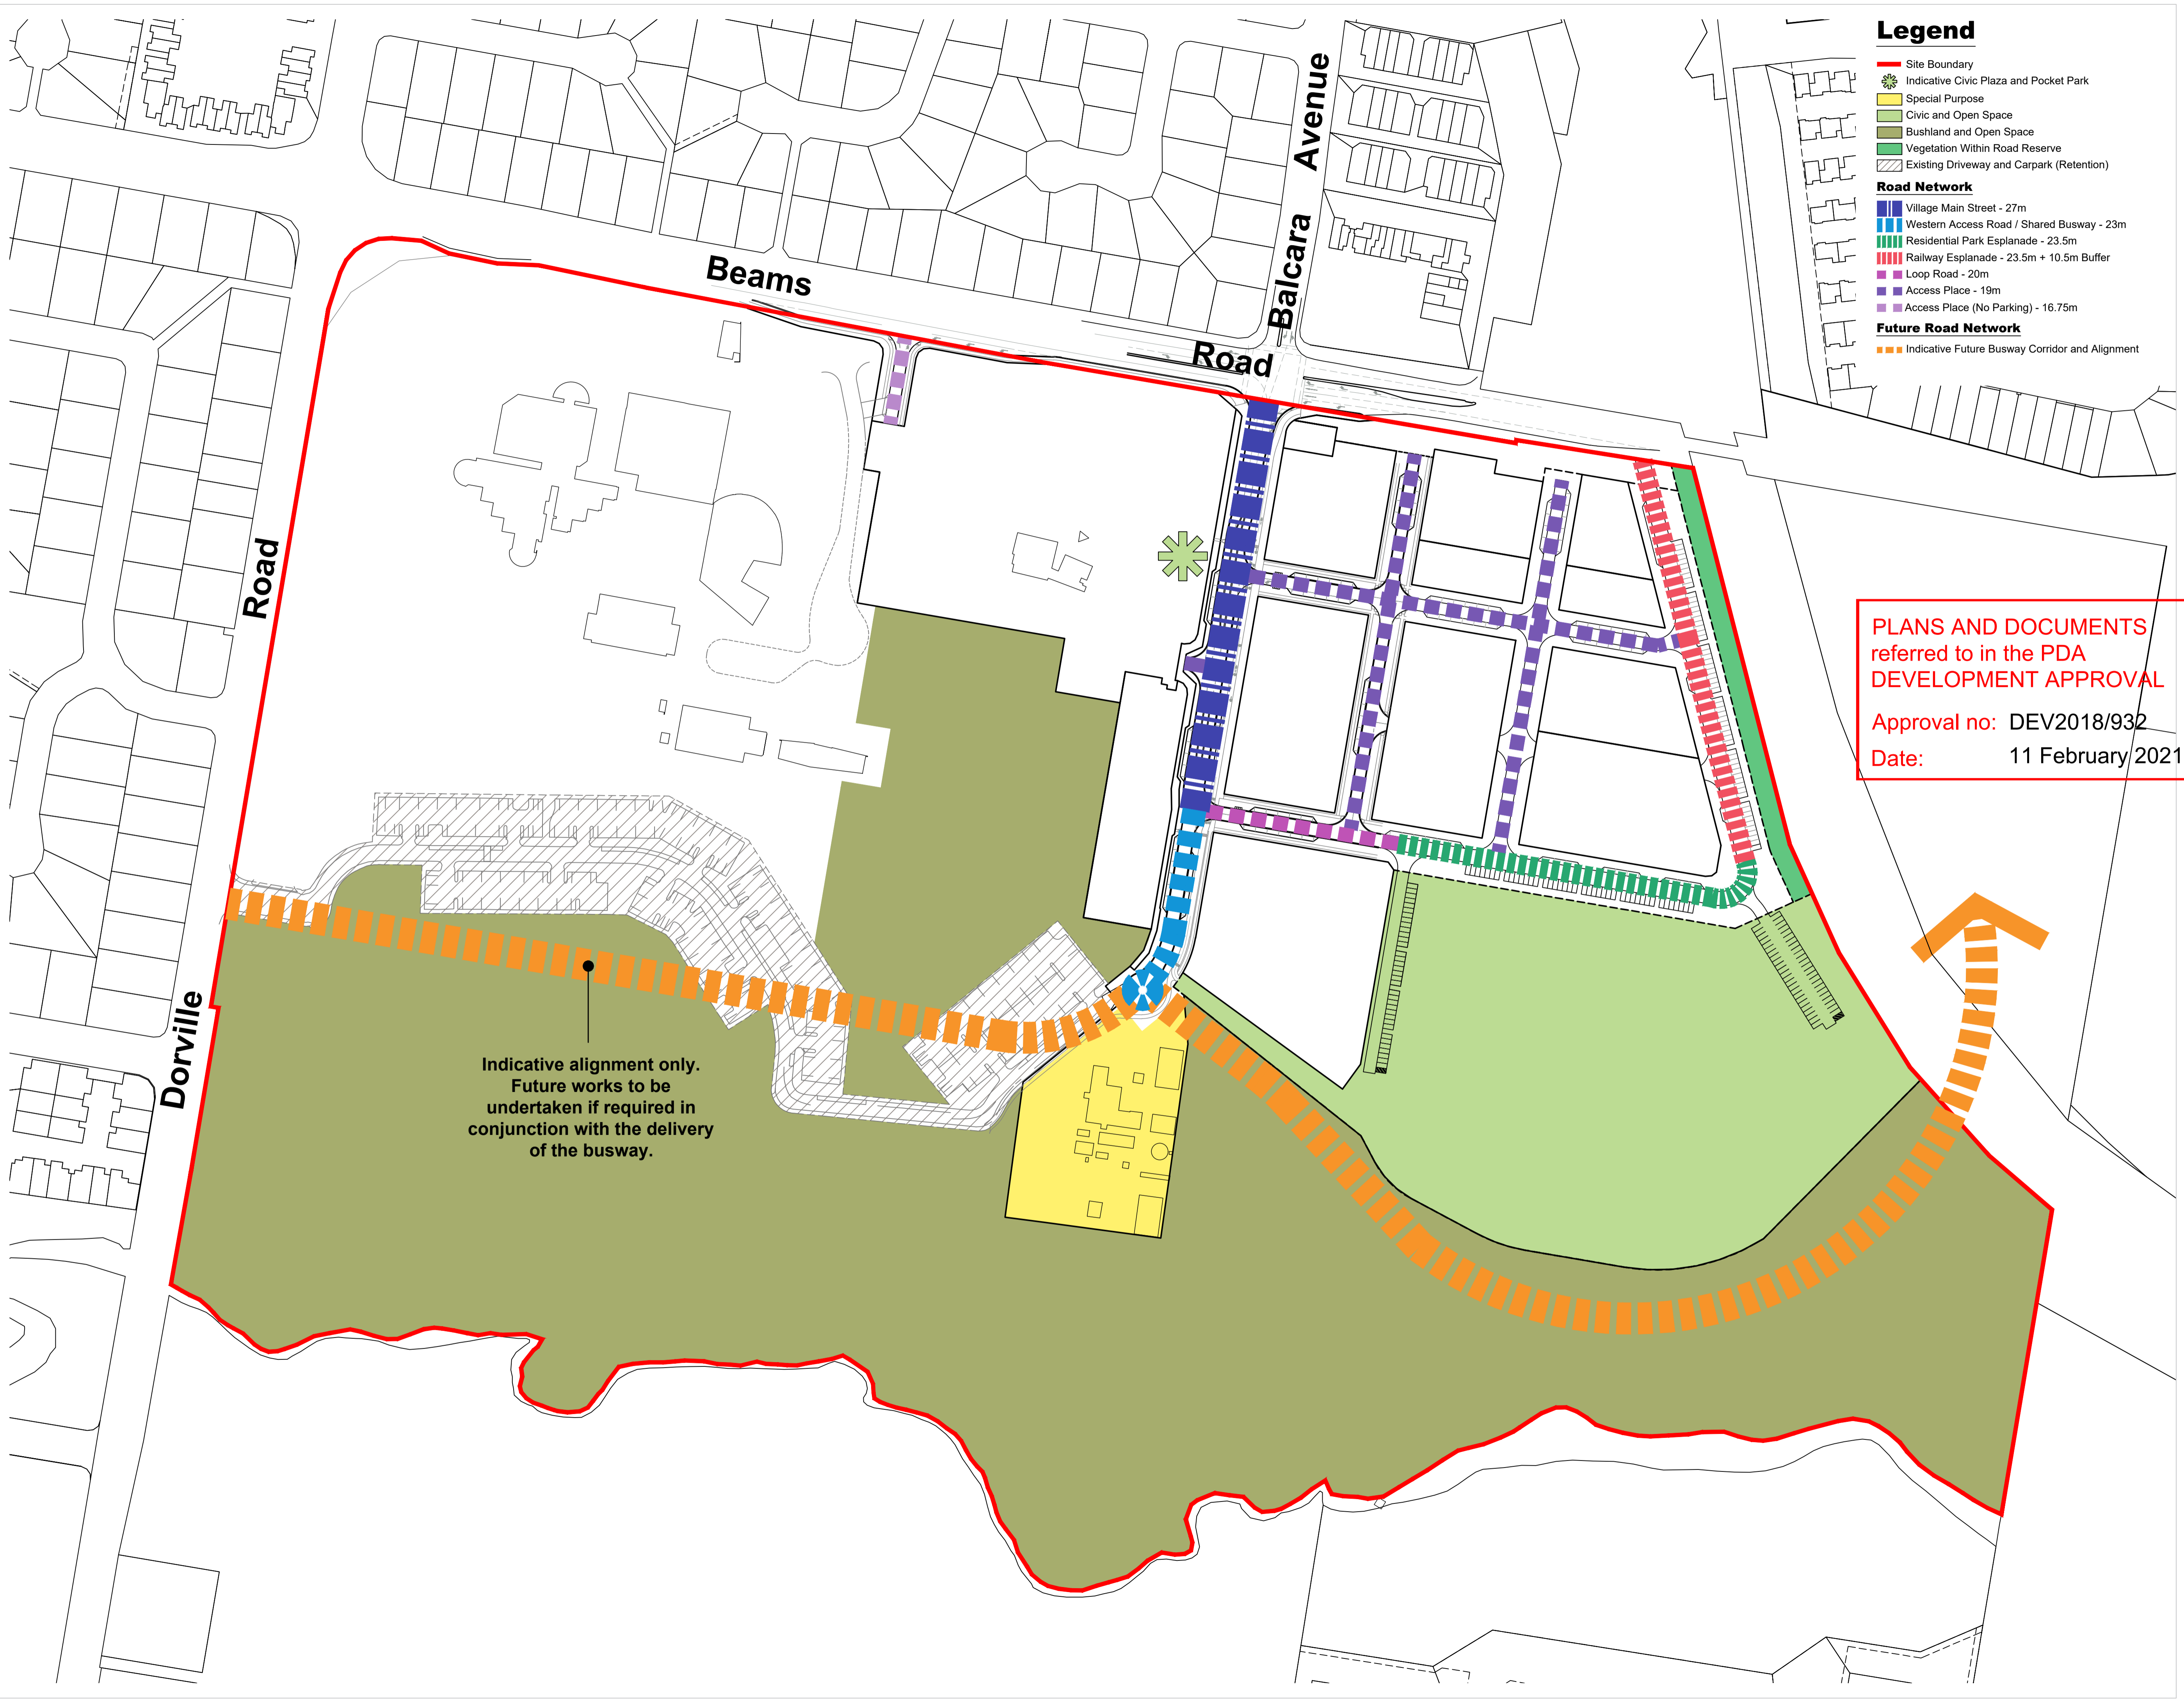 Legend
Site Boundary
Indicative Civic Plaza and Pocket Park
Special Purpose
Civic and Open Space
Bushland and Open Space
Vegetation Within Road Reserve
Existing Driveway and Carpark (Retention)
Road Network
Village Main Street - 27m
Western Access Road / Shared Busway - 23m
Residential Park Esplanade - 23.5m
Railway Esplanade - 23.5m + 10.5m Buffer
Loop Road - 20m
Access Place - 19m
Access Place (No Parking) - 16.75m
Future Road Network
Indicative Future Busway Corridor and Alignment
Beams
Road
Balcara
Avenue
Dorville
Road
PLANS AND DOCUMENTS
referred to in the PDA
DEVELOPMENT APPROVAL
Approval no: DEV2018/932
Date: 11 February 2021
Indicative alignment only.
Future works to be
undertaken if required in
conjunction with the delivery
of the busway.